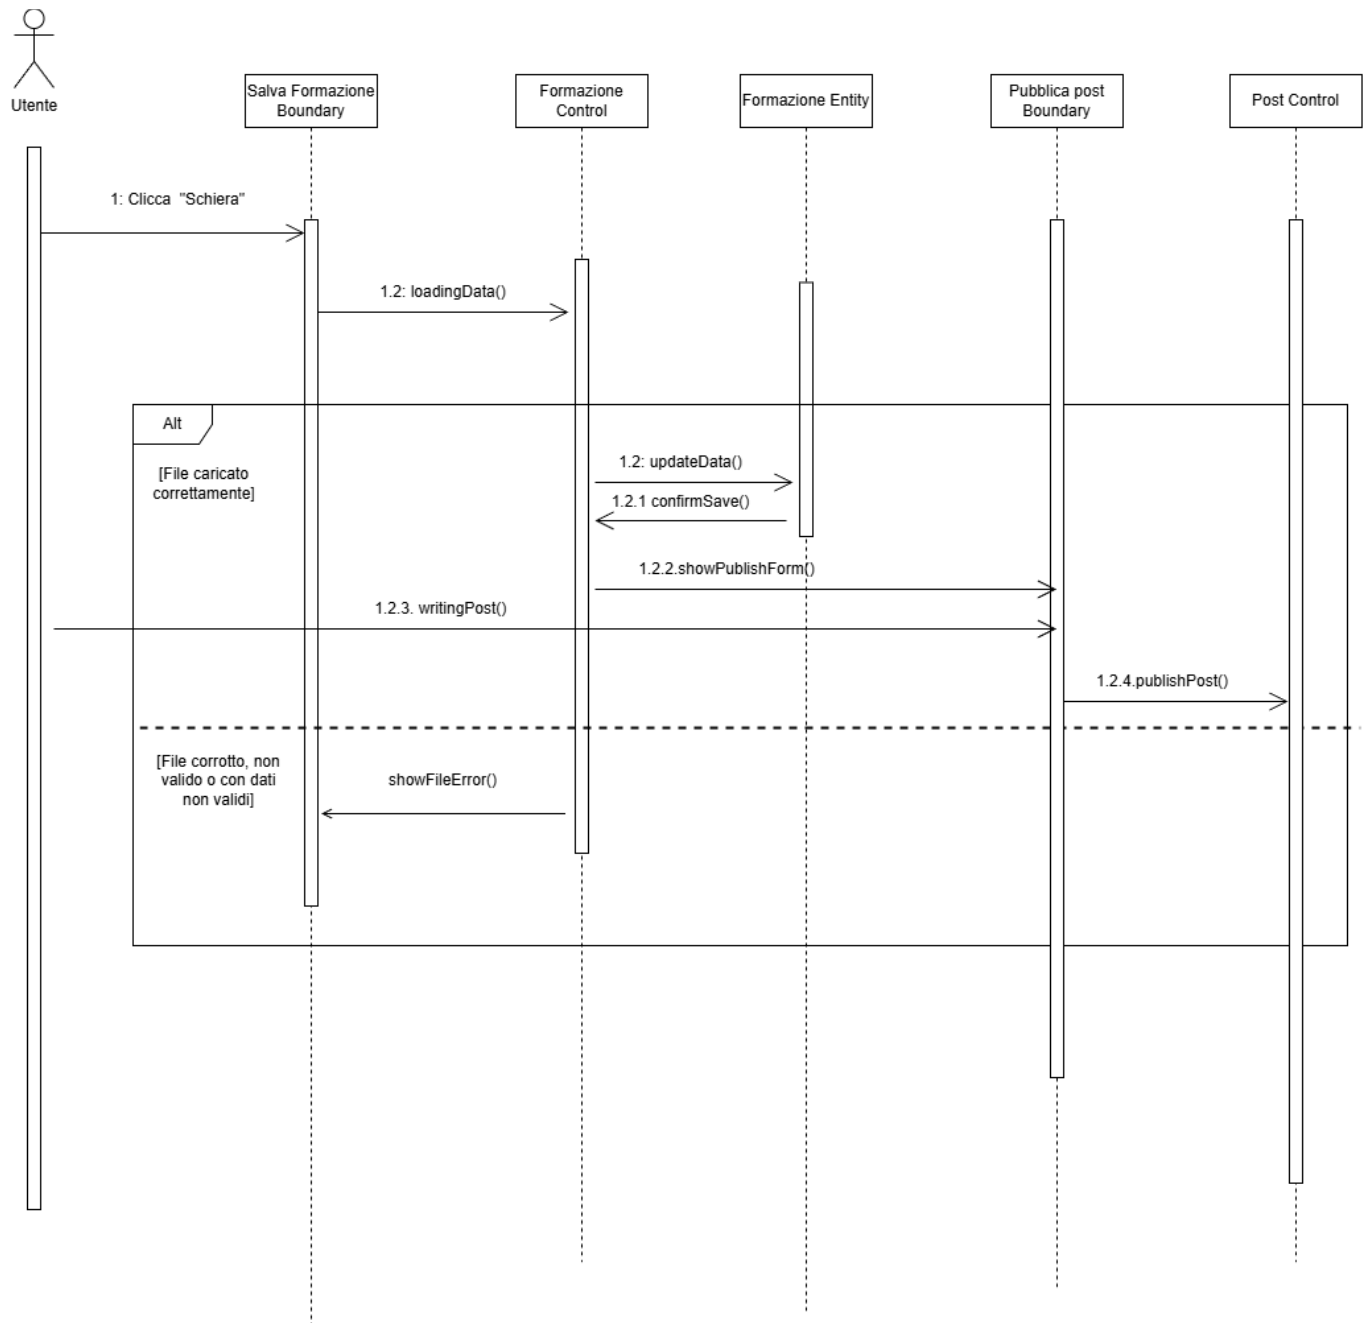 Utente
Salva Formazione
Boundary
Formazione
Control
Formazione Entity
Pubblica post
Boundary
Post Control
1: Clicca "Schiera"
1.2: loadingData()
Alt
[File caricato
correttamente]
1.2: updateData()
1.2.1 confirmSave()
1.2.2.showPublishForm()
1.2.3. writingPost()
1.2.4.publishPost()
[File corrotto, non
valido o con dati
non validi]
showFileError()